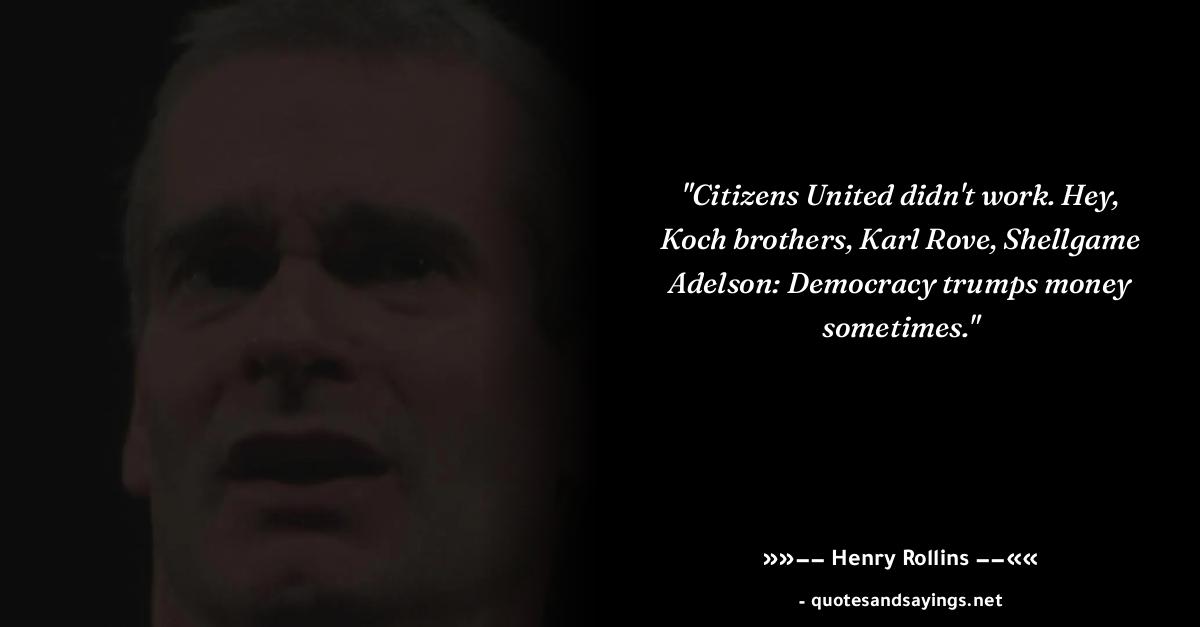 "Citizens United didn't work. Hey,
Koch brothers, Karl Rove, Shellgame
Adelson: Democracy trumps money
sometimes."
»»–– Henry Rollins ––««
- quotesandsayings.net